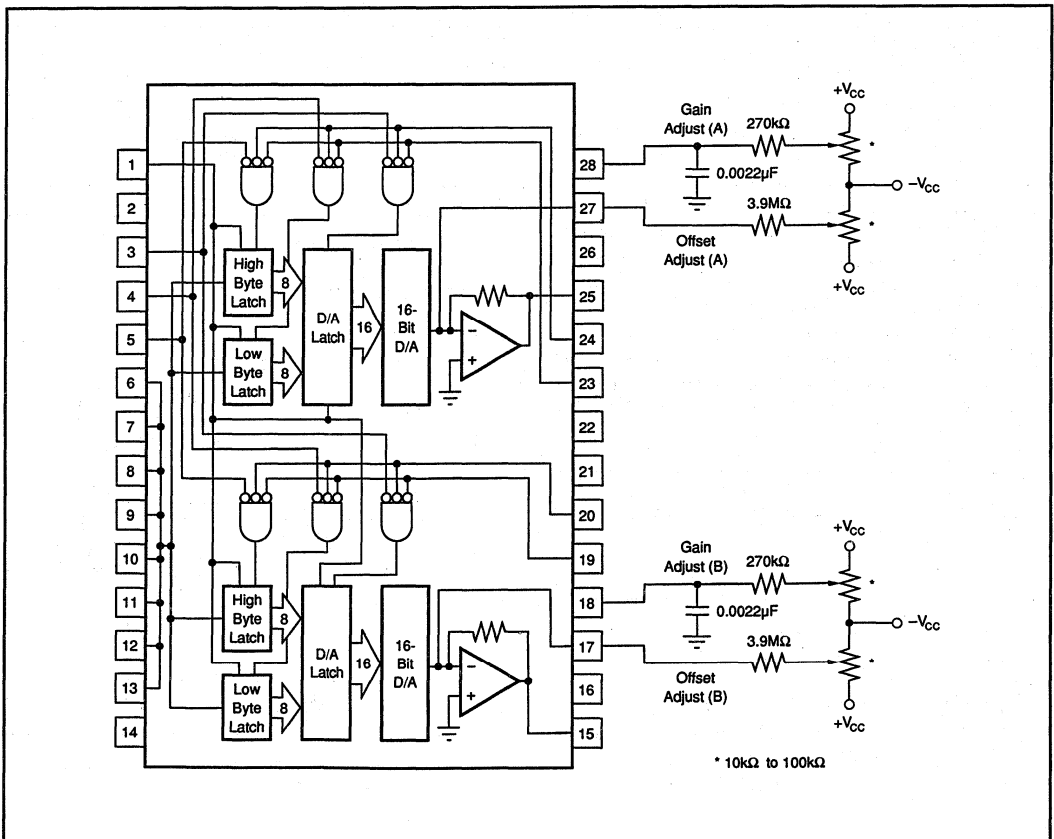 +VCC
Gain
Adjust (A)
270kΩ
*
0.0022µF
−VCC
3.9MΩ
*
Offset
Adjust (A)
+VCC
1
2
3
4
5
6
7
8
9
10
11
12
13
14
28
27
26
25
24
23
22
21
20
19
18
17
16
15
High
Byte
Latch
8
Low
Byte
Latch
8
D/A
Latch
16
16-
Bit
D/A
−
+
High
Byte
Latch
8
Low
Byte
Latch
8
D/A
Latch
16
16-
Bit
D/A
−
+
+VCC
Gain
Adjust (B)
270kΩ
*
0.0022µF
−VCC
3.9MΩ
*
Offset
Adjust (B)
+VCC
* 10kΩ to 100kΩ